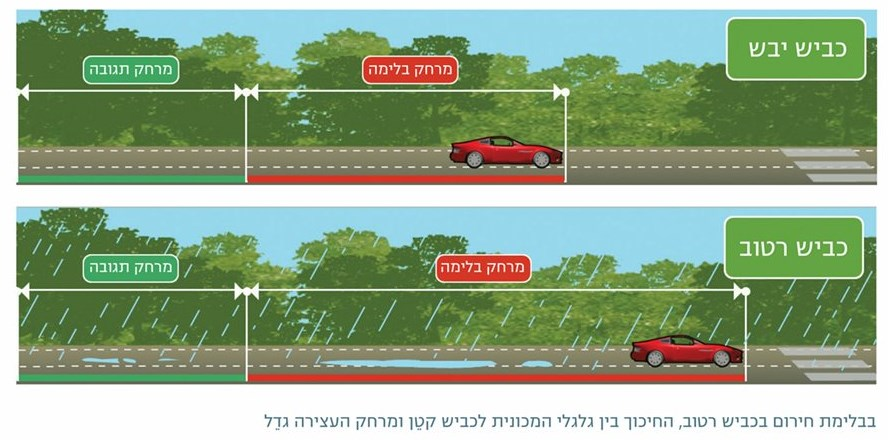 כביש יבש
מרחק בלימה
מרחק תגובה
כביש רטוב
מרחק בלימה
מרחק תגובה
בבלימת חירום בכביש רטוב, החיכוך בין גלגלי המכונית לכביש קטֵן ומרחק העצירה גדֵל